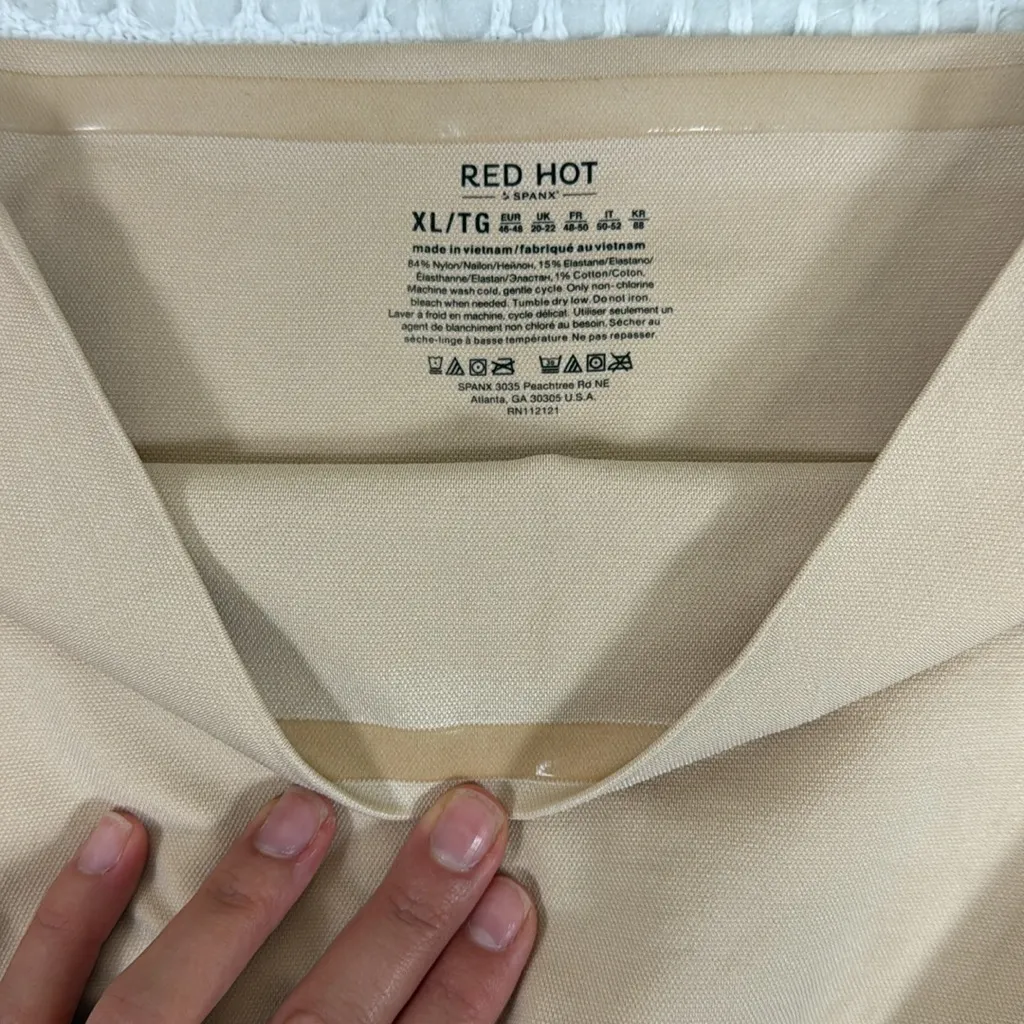 RED HOT
SPANX®
XL/TG EUR 46-48 UK 20-22 FR 48-50 IT 50-52 KR 88
made in vietnam/fabriqué au vietnam
84% Nylon/Nailon/Нейлон, 15% Elastane/Elastano/
Élasthanne/Elastan/Эластан, 1% Cotton/Coton.
Machine wash cold, gentle cycle. Only non-chlorine
bleach when needed. Tumble dry low. Do not iron.
Laver à froid en machine, cycle délicat. Utiliser seulement un
agent de blanchiment non chloré au besoin. Sécher au
sèche-linge à basse température. Ne pas repasser.
SPANX 3035 Peachtree Rd NE
Atlanta, GA 30305 U.S.A.
RN112121